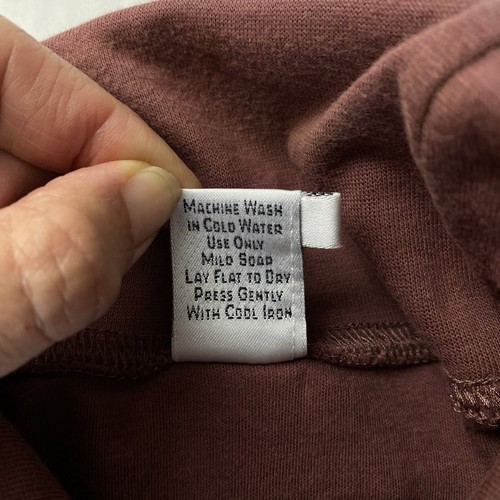 Machine Wash
in Cold Water
Use Only
Mild Soap
Lay Flat to Dry
Press Gently
With Cool Iron